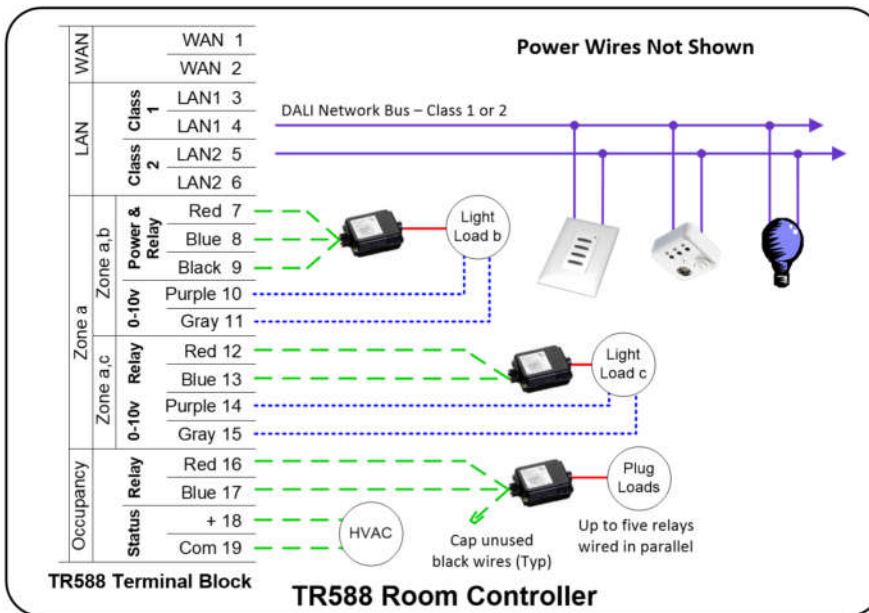 Power Wires Not Shown
WAN
WAN 1
WAN 2
LAN
Class 1
LAN1 3
LAN1 4
Class 2
LAN2 5
LAN2 6
DALI Network Bus – Class 1 or 2
Zone a
Zone a,b
Power & Relay
Red 7
Blue 8
Black 9
0-10v
Purple 10
Gray 11
Light
Load b
Zone a,c
Relay
Red 12
Blue 13
0-10v
Purple 14
Gray 15
Light
Load c
Occupancy
Relay
Red 16
Blue 17
Status
+ 18
Com 19
HVAC
Plug
Loads
Cap unused
black wires (Typ)
Up to five relays
wired in parallel
TR588 Terminal Block
TR588 Room Controller